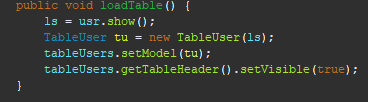 public void loadTable() {
ls = usr.show();
TableUser tu = new TableUser(ls);
tableUsers.setModel(tu);
tableUsers.getTableHeader().setVisible(true);
}